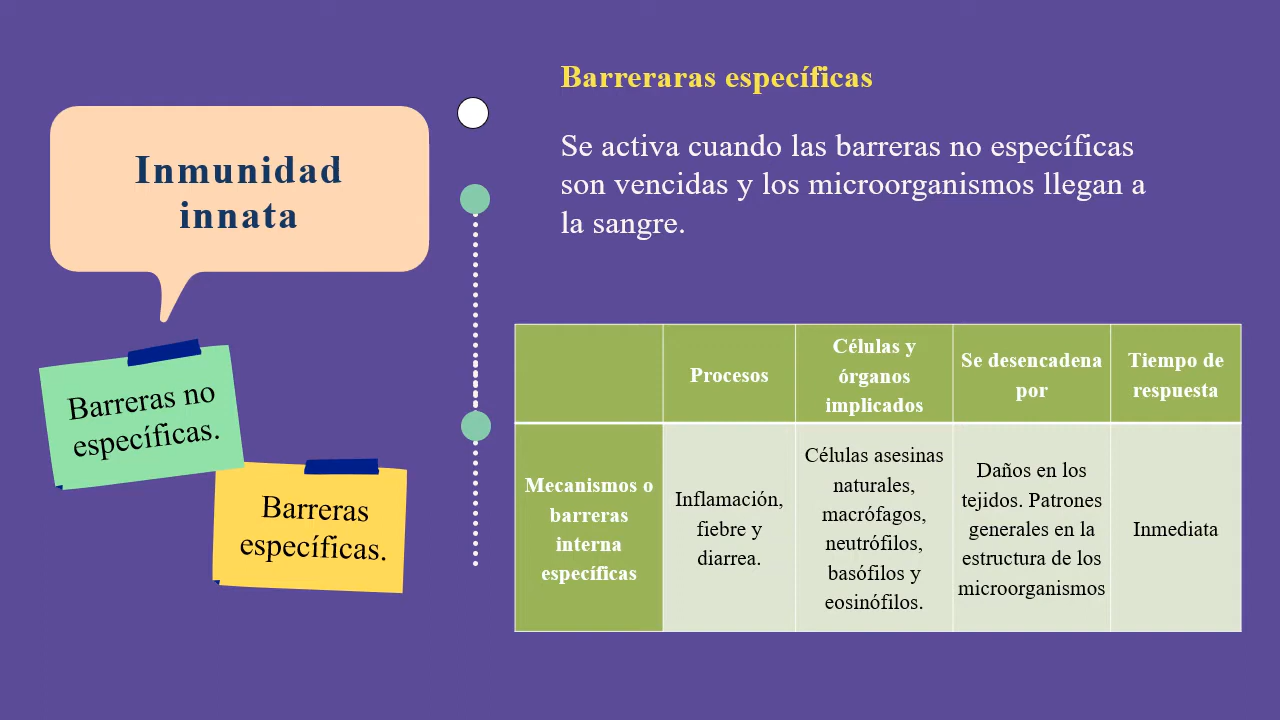 Inmunidad
innata
Barreras no
específicas.
Barreras
específicas.
Barreraras específicas
Se activa cuando las barreras no específicas
son vencidas y los microorganismos llegan a
la sangre.
Procesos
Células y
órganos
implicados
Se desencadena
por
Tiempo de
respuesta
Mecanismos o
barreras
interna
específicas
Inflamación,
fiebre y
diarrea.
Células asesinas
naturales,
macrófagos,
neutrófilos,
basófilos y
eosinófilos.
Daños en los
tejidos. Patrones
generales en la
estructura de los
microorganismos
Inmediata